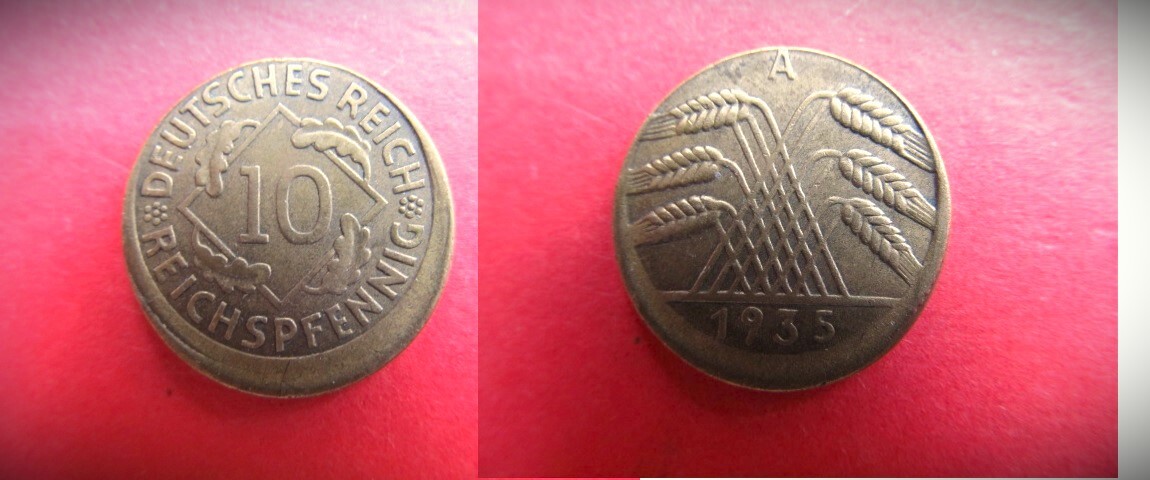 DEUTSCHES REICH
10
REICHSPFENNIG
A
1935